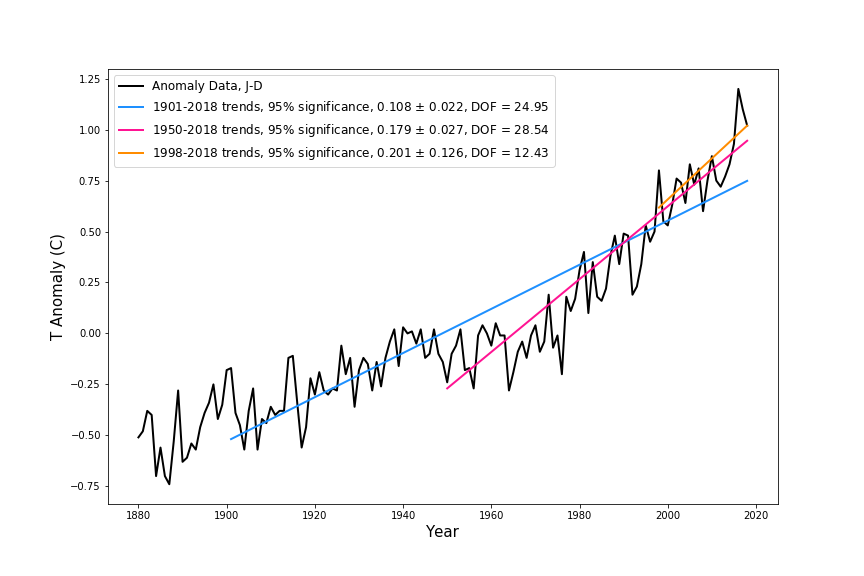 Anomaly Data, J-D
1901-2018 trends, 95% significance, 0.108 ± 0.022, DOF = 24.95
1950-2018 trends, 95% significance, 0.179 ± 0.027, DOF = 28.54
1998-2018 trends, 95% significance, 0.201 ± 0.126, DOF = 12.43
T Anomaly (C)
1.25
1.00
0.75
0.50
0.25
0.00
−0.25
−0.50
−0.75
1880 1900 1920 1940 1960 1980 2000 2020
Year